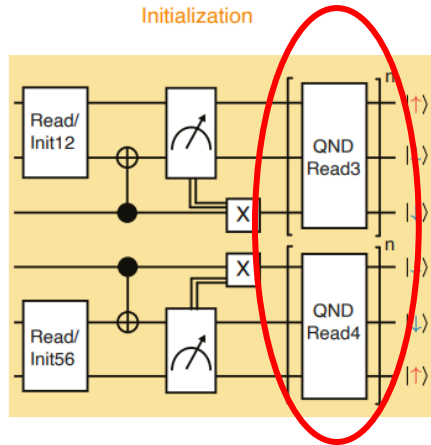 Initialization
Read/
Init12
X
QND
Read3
n
|↑⟩
|↓⟩
|↓⟩
Read/
Init56
X
QND
Read4
n
|↓⟩
|↓⟩
|↑⟩